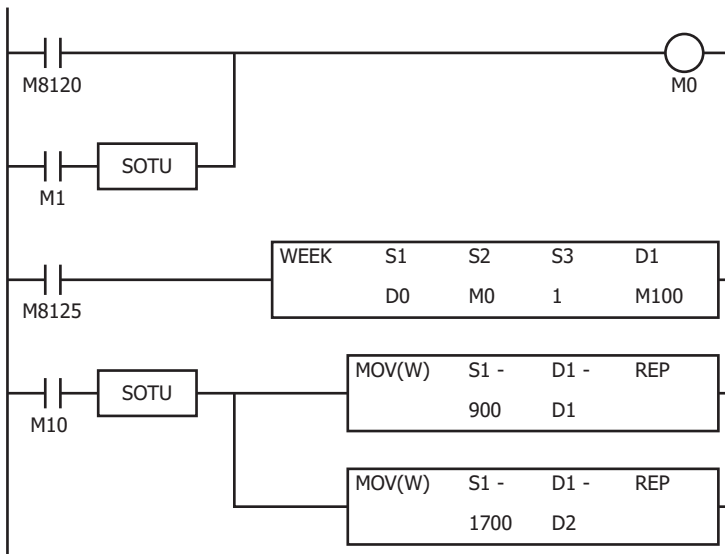 M8120
M0
SOTU
M1
WEEK S1 S2 S3 D1
D0 M0 1 M100
M8125
SOTU
M10
MOV(W) S1 - D1 - REP
900 D1
MOV(W) S1 - D1 - REP
1700 D2